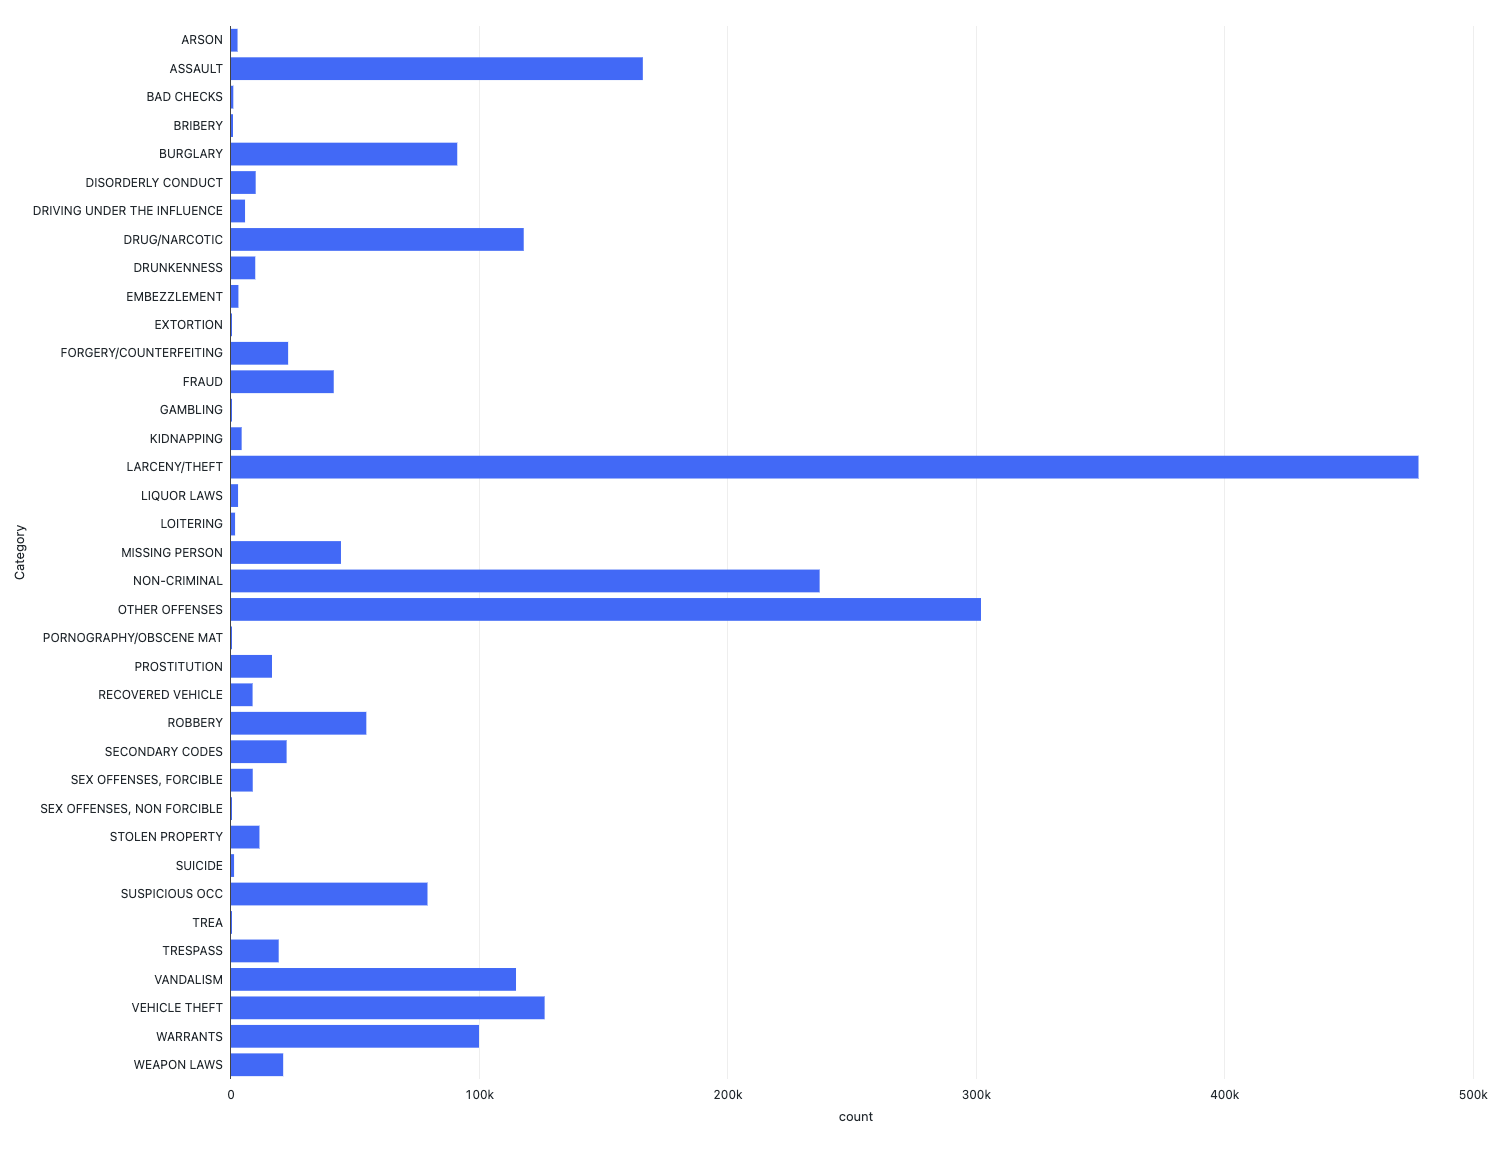 ARSON
ASSAULT
BAD CHECKS
BRIBERY
BURGLARY
DISORDERLY CONDUCT
DRIVING UNDER THE INFLUENCE
DRUG/NARCOTIC
DRUNKENNESS
EMBEZZLEMENT
EXTORTION
FORGERY/COUNTERFEITING
FRAUD
GAMBLING
KIDNAPPING
LARCENY/THEFT
LIQUOR LAWS
LOITERING
MISSING PERSON
NON-CRIMINAL
OTHER OFFENSES
PORNOGRAPHY/OBSCENE MAT
PROSTITUTION
RECOVERED VEHICLE
ROBBERY
SECONDARY CODES
SEX OFFENSES, FORCIBLE
SEX OFFENSES, NON FORCIBLE
STOLEN PROPERTY
SUICIDE
SUSPICIOUS OCC
TREA
TRESPASS
VANDALISM
VEHICLE THEFT
WARRANTS
WEAPON LAWS
Category
0 100k 200k 300k 400k 500k
count